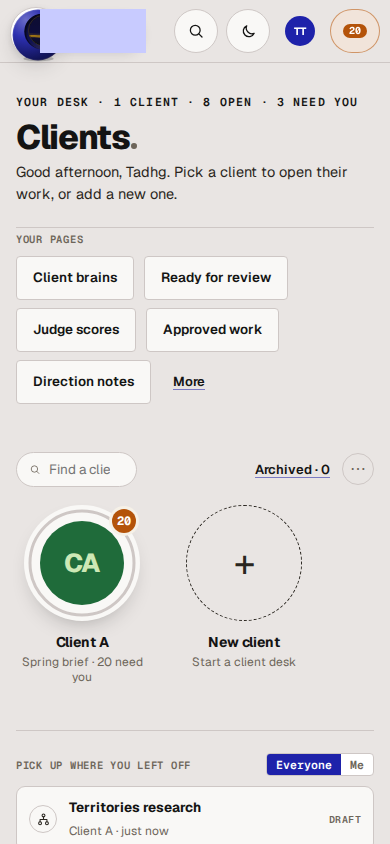 TT
20
YOUR DESK · 1 CLIENT · 8 OPEN · 3 NEED YOU
Clients.
Good afternoon, Tadhg. Pick a client to open their
work, or add a new one.
YOUR PAGES
Client brains
Ready for review
Judge scores
Approved work
Direction notes
More
Find a clie
Archived · 0
20
CA
+
Client A
New client
Spring brief · 20 need
you
Start a client desk
PICK UP WHERE YOU LEFT OFF
Everyone
Me
Territories research
Client A · just now
DRAFT